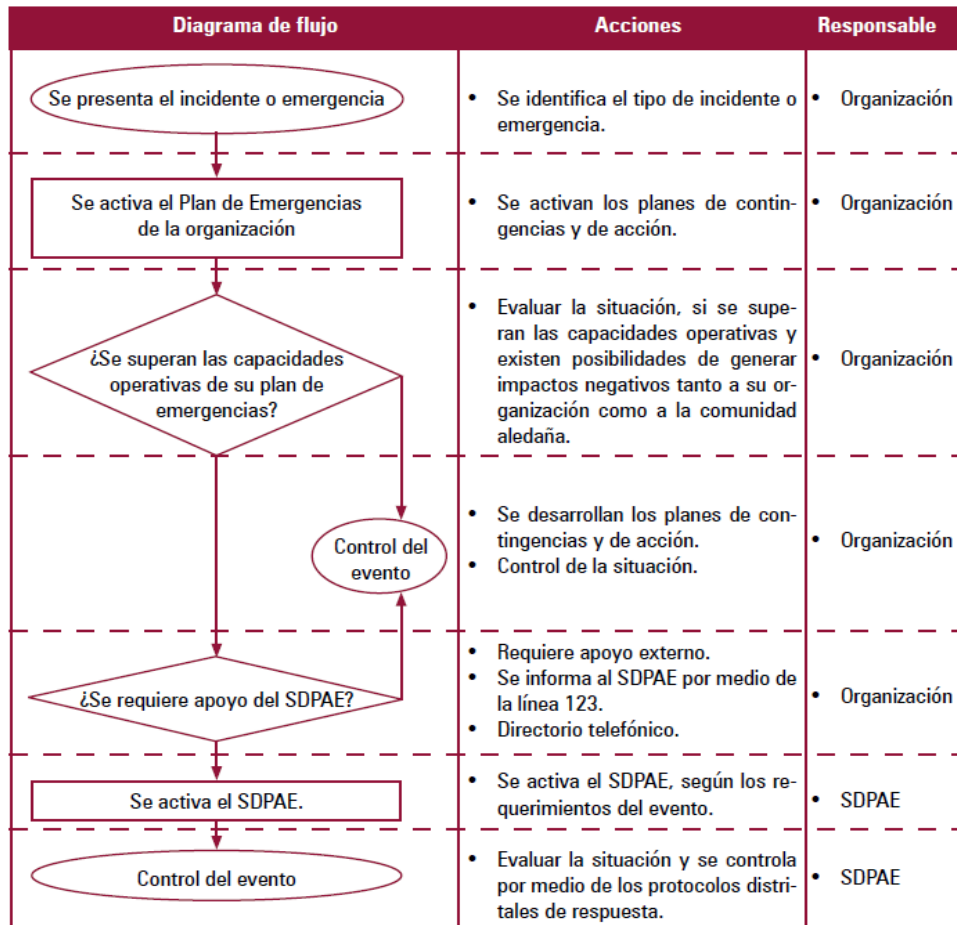 Diagrama de flujo
Acciones
Responsable
Se presenta el incidente o emergencia
• Se identifica el tipo de incidente o
emergencia.
• Organización
Se activa el Plan de Emergencias
de la organización
• Se activan los planes de contin-
gencias y de acción.
• Organización
¿Se superan las capacidades
operativas de su plan de
emergencias?
• Evaluar la situación, si se supe-
ran las capacidades operativas y
existen posibilidades de generar
impactos negativos tanto a su or-
ganización como a la comunidad
aledaña.
• Organización
Control del
evento
• Se desarrollan los planes de con-
tingencias y de acción.
• Control de la situación.
• Organización
¿Se requiere apoyo del SDPAE?
• Requiere apoyo externo.
• Se informa al SDPAE por medio de
la línea 123.
• Directorio telefónico.
• Organización
Se activa el SDPAE.
• Se activa el SDPAE, según los re-
querimientos del evento.
• SDPAE
Control del evento
• Evaluar la situación y se controla
por medio de los protocolos distri-
tales de respuesta.
• SDPAE